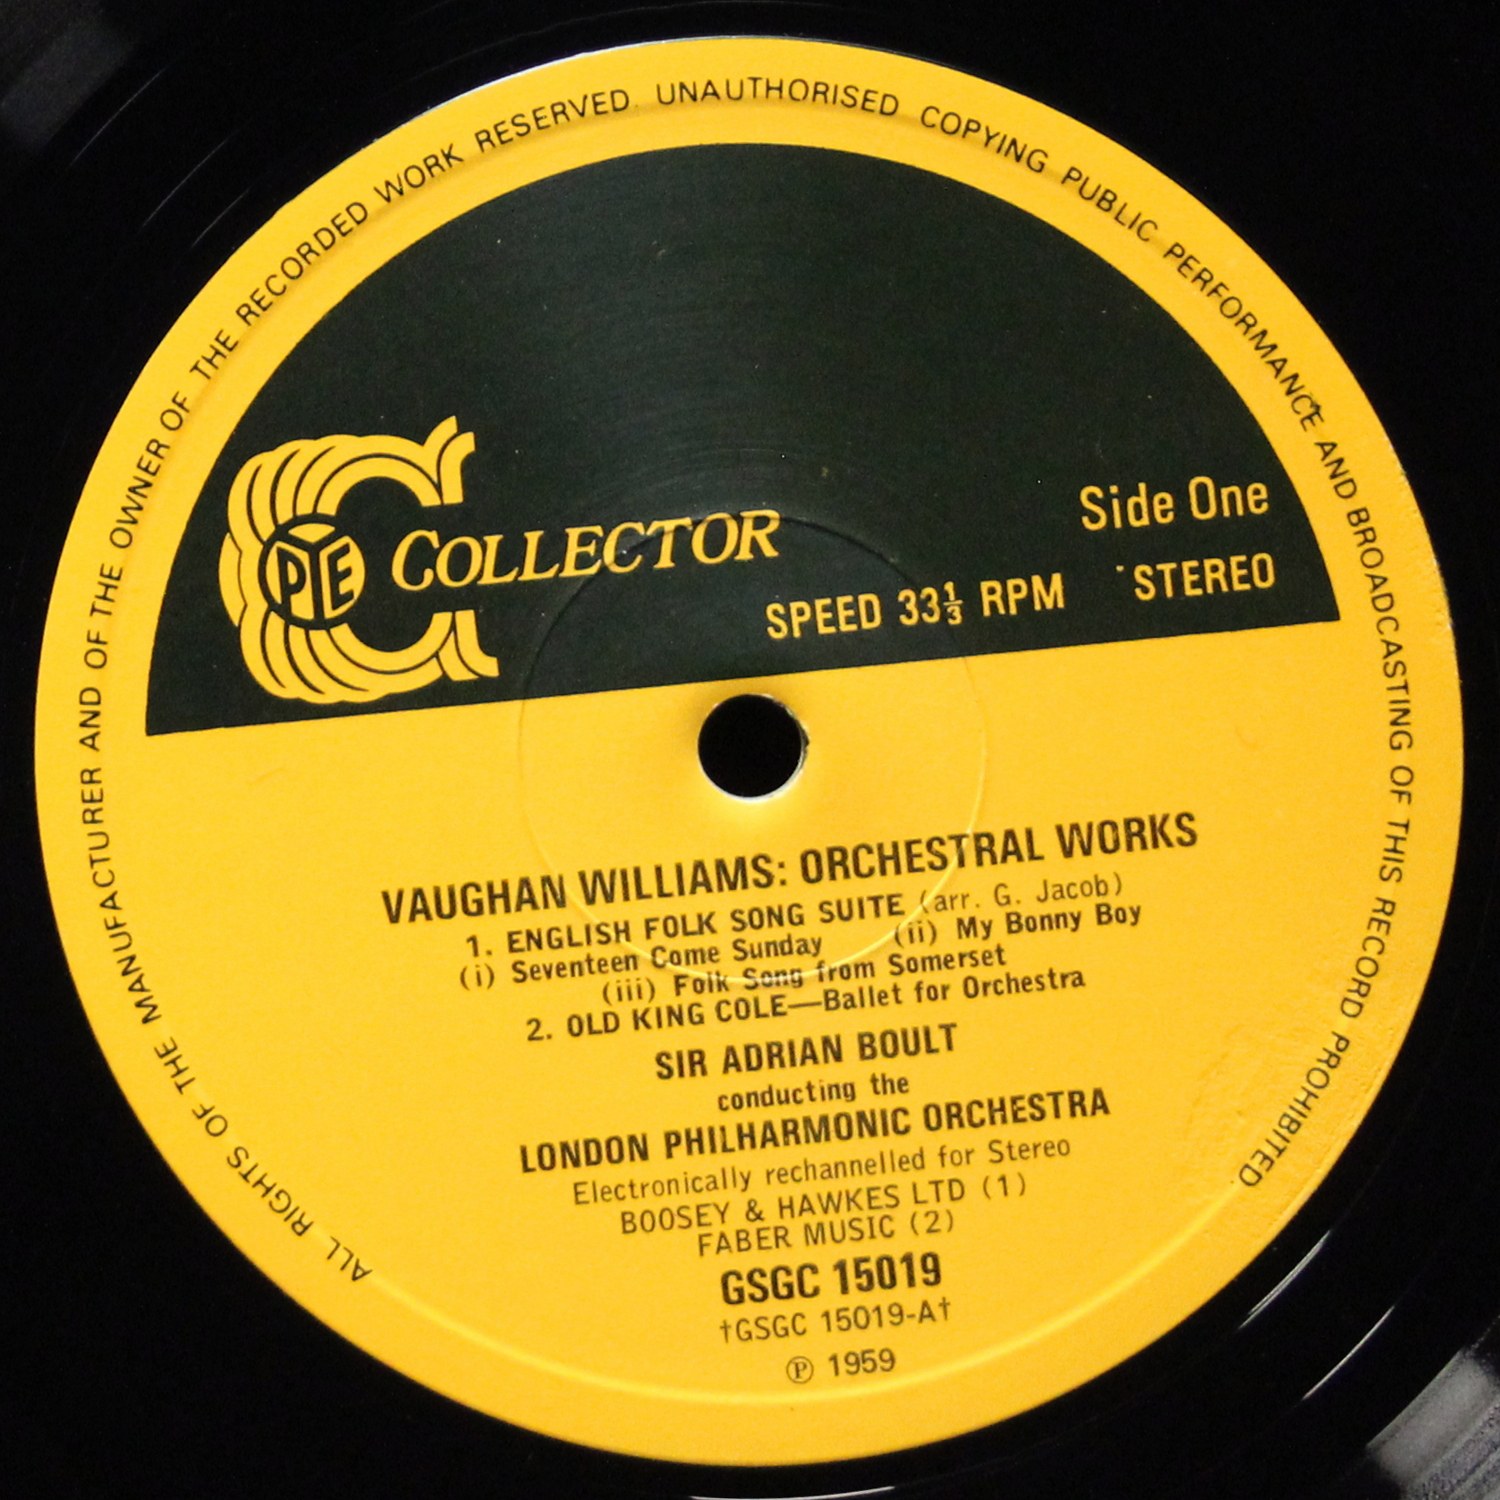 ALL RIGHTS OF THE MANUFACTURER AND OF THE OWNER OF THE RECORDED WORK RESERVED. UNAUTHORISED COPYING PUBLIC PERFORMANCE AND BROADCASTING OF THIS RECORD PROHIBITED
PYE COLLECTOR
Side One
SPEED 33⅓ RPM STEREO
VAUGHAN WILLIAMS: ORCHESTRAL WORKS
1. ENGLISH FOLK SONG SUITE (arr. G. Jacob)
(i) Seventeen Come Sunday (ii) My Bonny Boy
(iii) Folk Song from Somerset
2. OLD KING COLE—Ballet for Orchestra
SIR ADRIAN BOULT
conducting the
LONDON PHILHARMONIC ORCHESTRA
Electronically rechannelled for Stereo
BOOSEY & HAWKES LTD (1)
FABER MUSIC (2)
GSGC 15019
†GSGC 15019-A†
℗ 1959